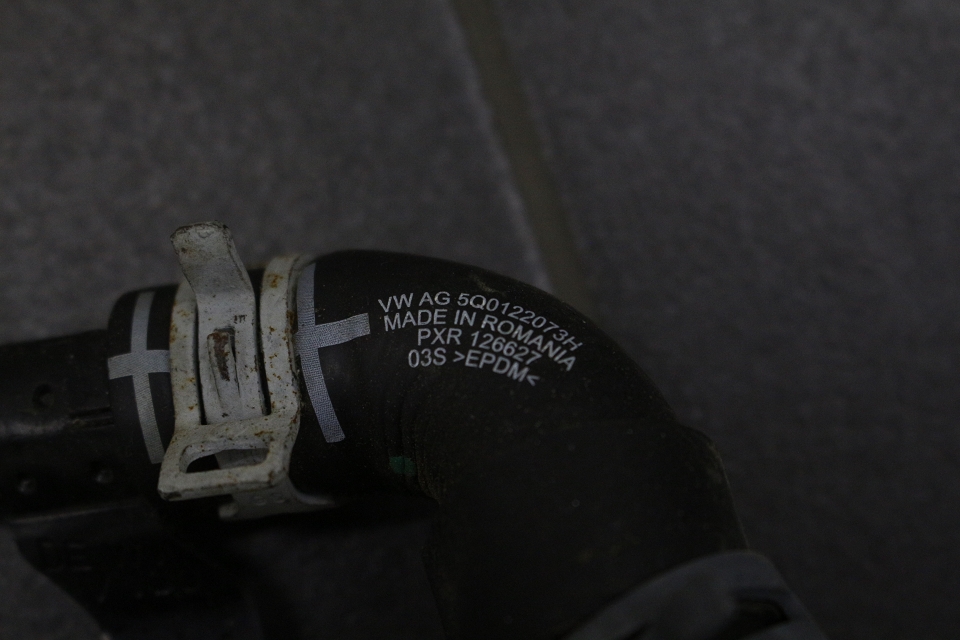 VW AG 5Q0122073H
MADE IN ROMANIA
PXR 126627
03S >EPDM<